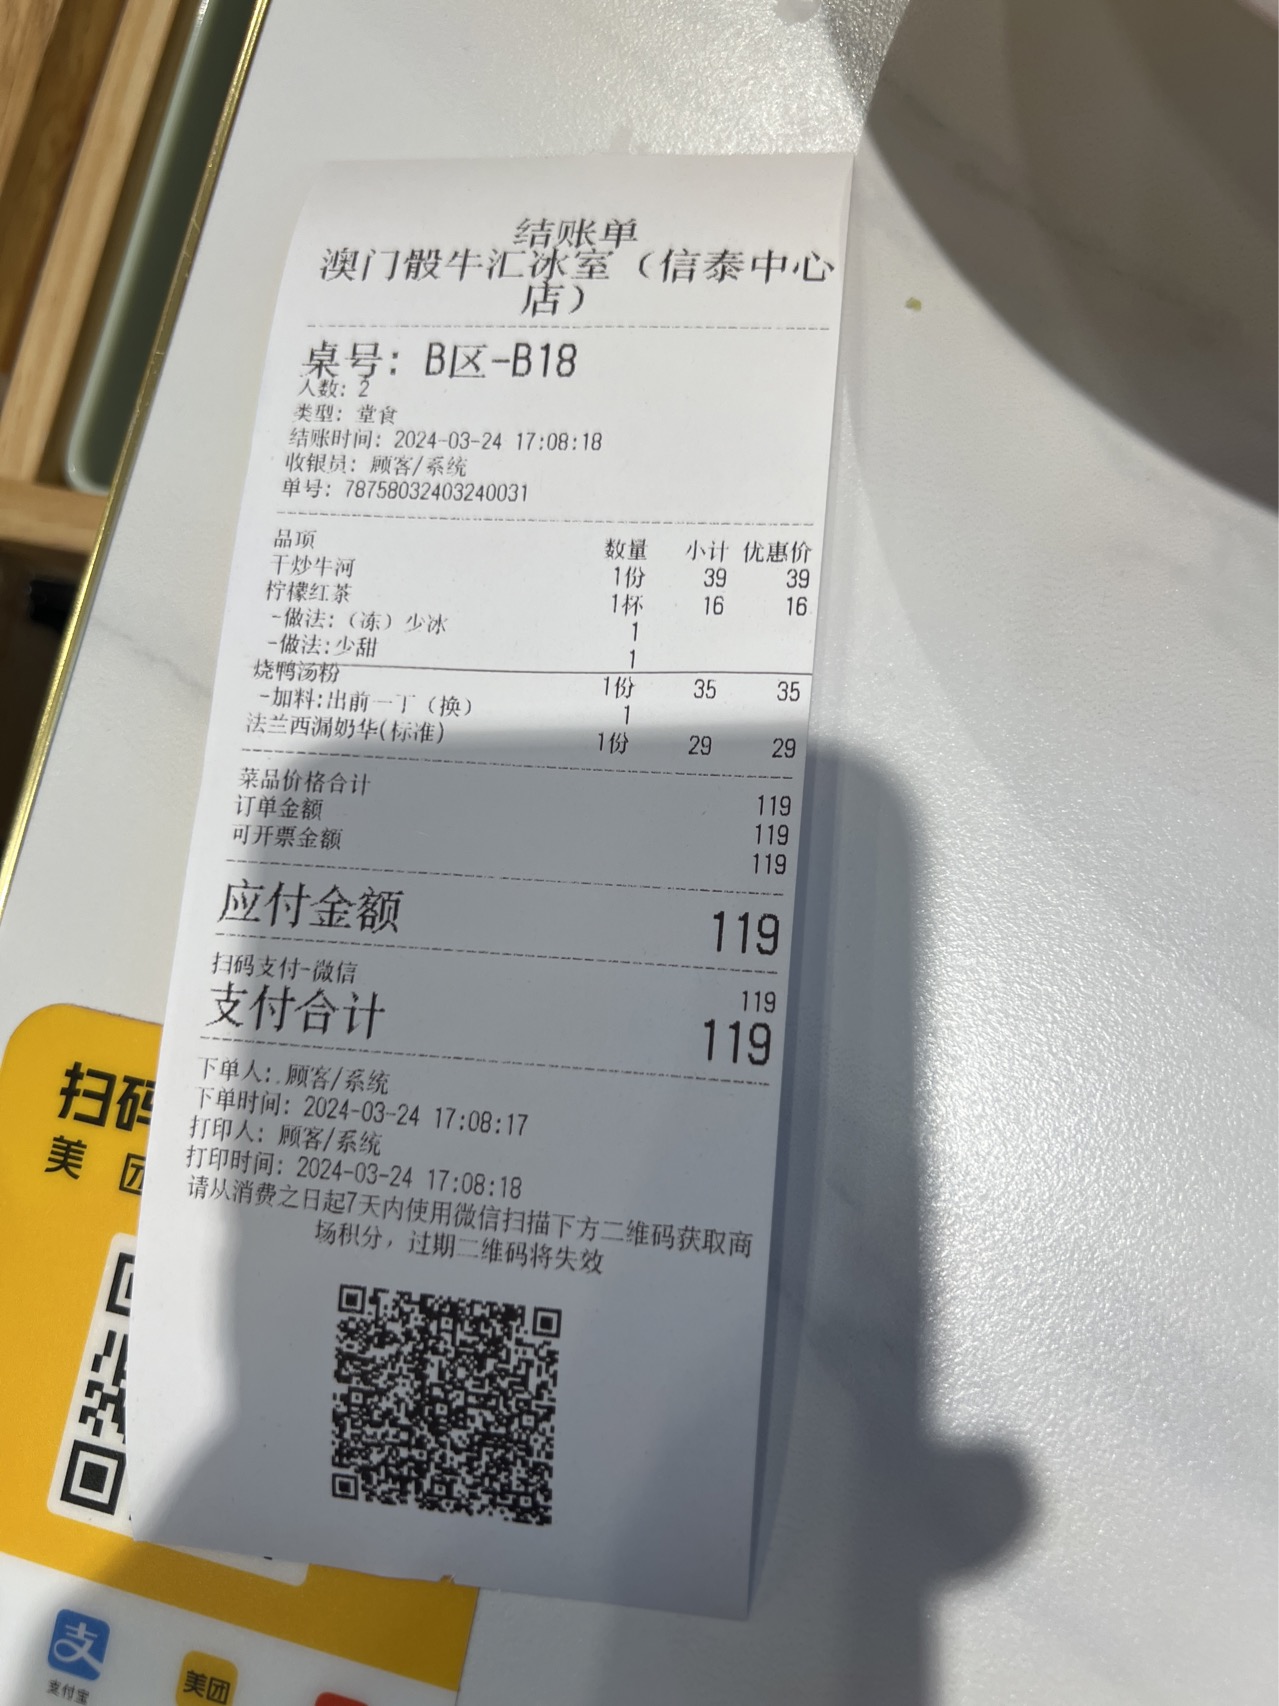 结账单
澳门骰牛汇冰室（信泰中心
店）
桌号：B区-B18
人数：2
类型：堂食
结账时间：2024-03-24 17:08:18
收银员：顾客/系统
单号：78758032403240031
品项 数量 小计 优惠价
干炒牛河 1份 39 39
柠檬红茶 1杯 16 16
-做法:（冻）少冰 1
-做法:少甜 1
烧鸭汤粉 1份 35 35
-加料:出前一丁（换） 1
法兰西漏奶华(标准) 1份 29 29
菜品价格合计 119
订单金额 119
可开票金额 119
应付金额 119
扫码支付-微信 119
支付合计 119
下单人：顾客/系统
下单时间：2024-03-24 17:08:17
打印人：顾客/系统
打印时间：2024-03-24 17:08:18
请从消费之日起7天内使用微信扫描下方二维码获取商
场积分，过期二维码将失效
扫码
美团
支
支付宝
美团